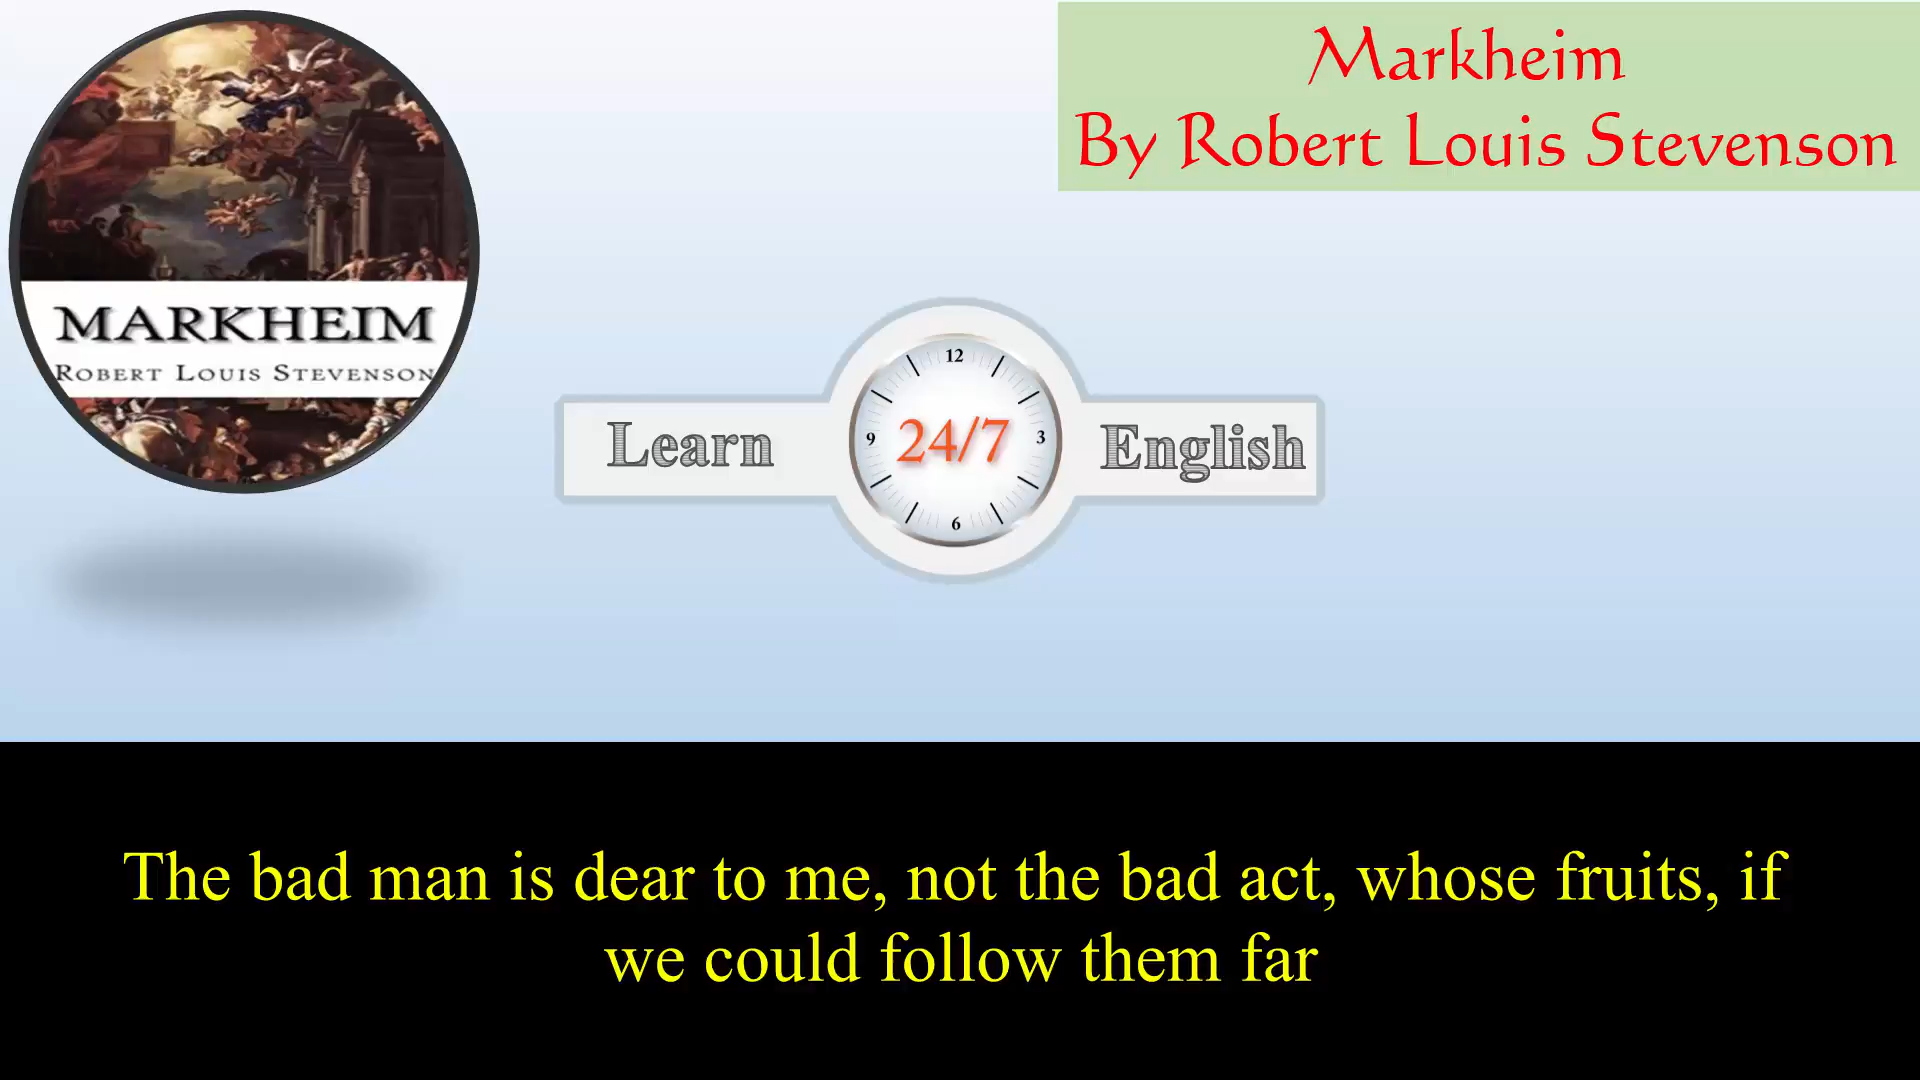 Markheim
By Robert Louis Stevenson
MARKHEIM
ROBERT LOUIS STEVENSON
12
9
3
6
Learn
24/7
English
The bad man is dear to me, not the bad act, whose fruits, if
we could follow them far